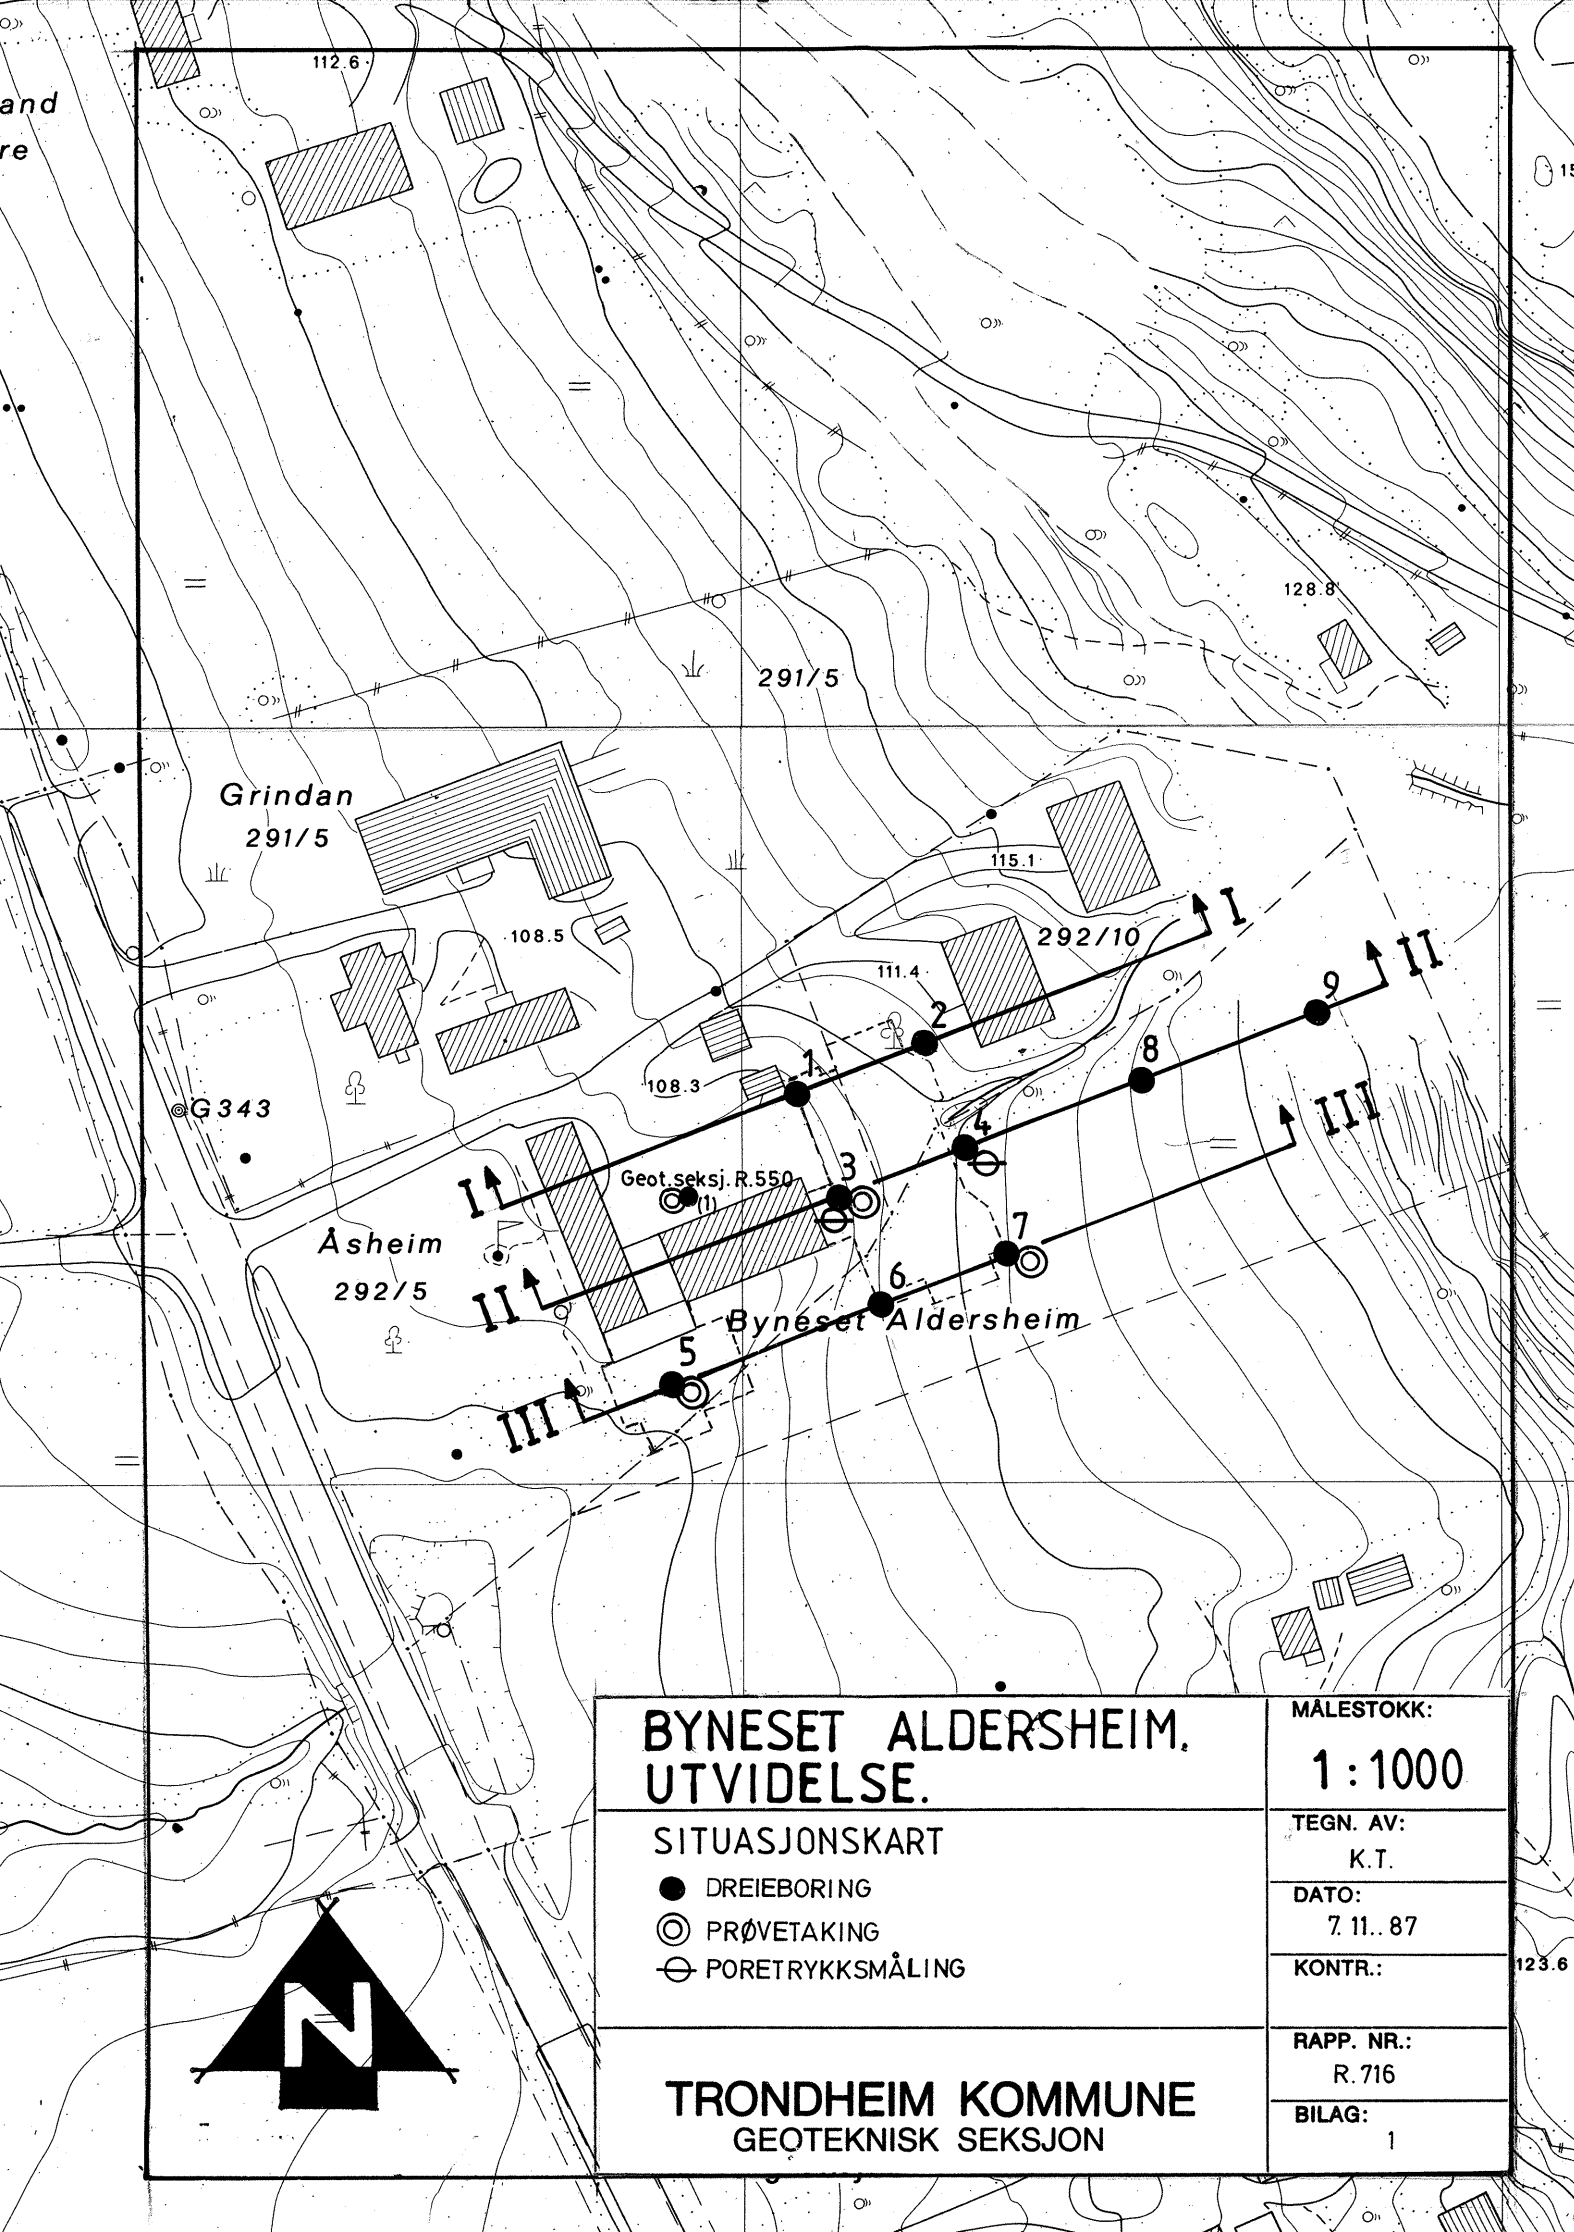 112.6
and
re
15
291/5
128.8
Grindan
291/5
115.1
108.5
292/10
I
111.4
II
9
2
8
1
108.3
G343
III
4
Geot.seksj.R.550
(1)
3
I
7
Åsheim
292/5
6
II
Byneset Aldersheim
5
III
BYNESET ALDERSHEIM.
UTVIDELSE.
MÅLESTOKK:
1:1000
SITUASJONSKART
DREIEBORING
PRØVETAKING
PORETRYKKSMÅLING
TEGN. AV:
K.T.
DATO:
7. 11.. 87
KONTR.:
123.6
N
RAPP. NR.:
R.716
TRONDHEIM KOMMUNE
GEOTEKNISK SEKSJON
BILAG:
1